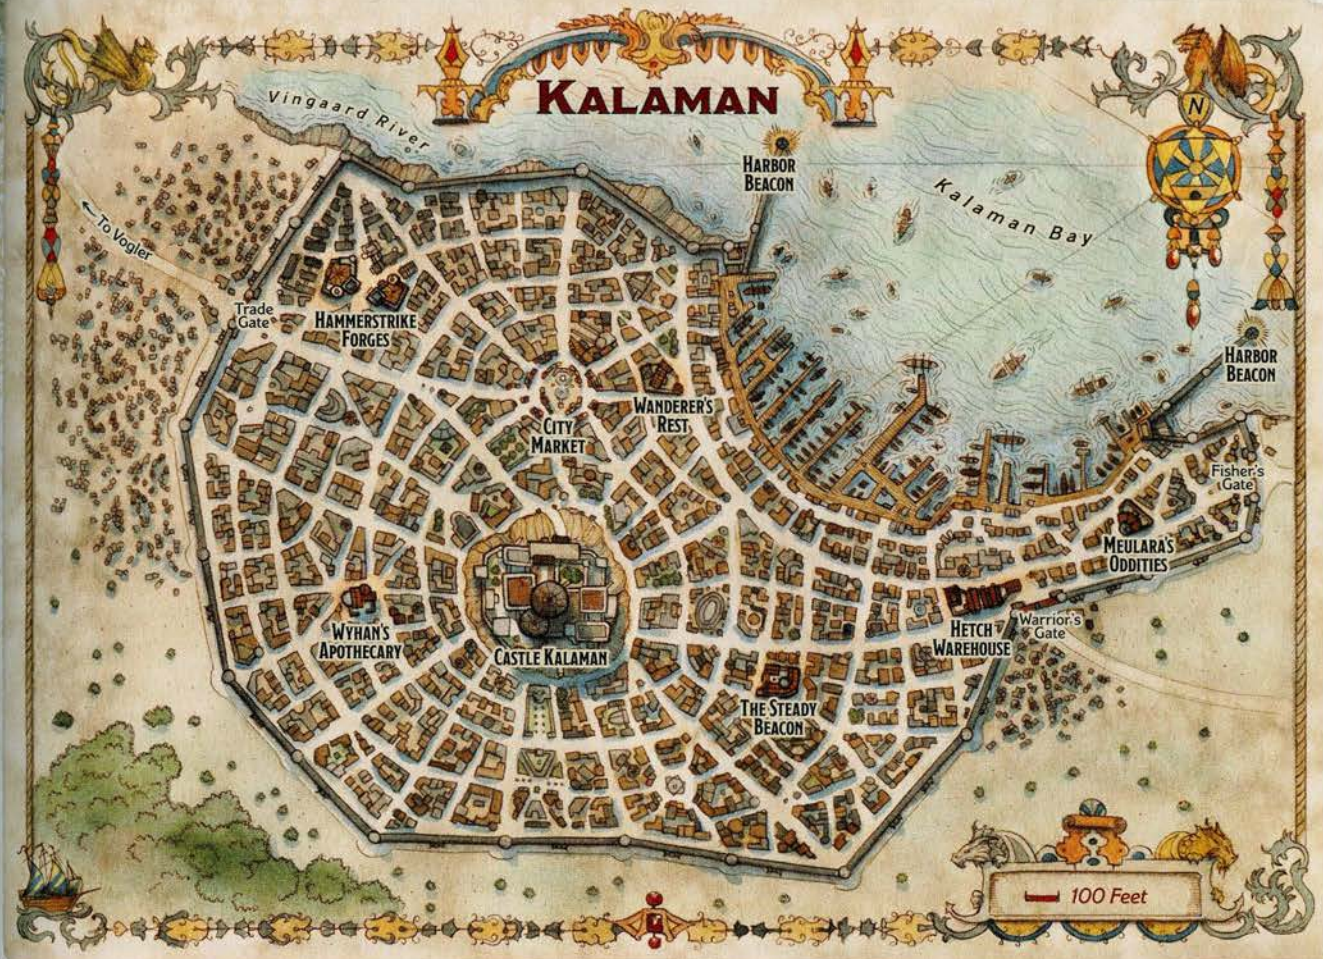 KALAMAN
N
Vingaard River
HARBOR
BEACON
Kalaman Bay
To Vogler
Trade
Gate
HAMMERSTRIKE
FORGES
HARBOR
BEACON
WANDERER'S
REST
CITY
MARKET
Fisher's
Gate
MEULARA'S
ODDITIES
WYHAN'S
APOTHECARY
CASTLE KALAMAN
HETCH
WAREHOUSE
Warrior's
Gate
THE STEADY
BEACON
100 Feet